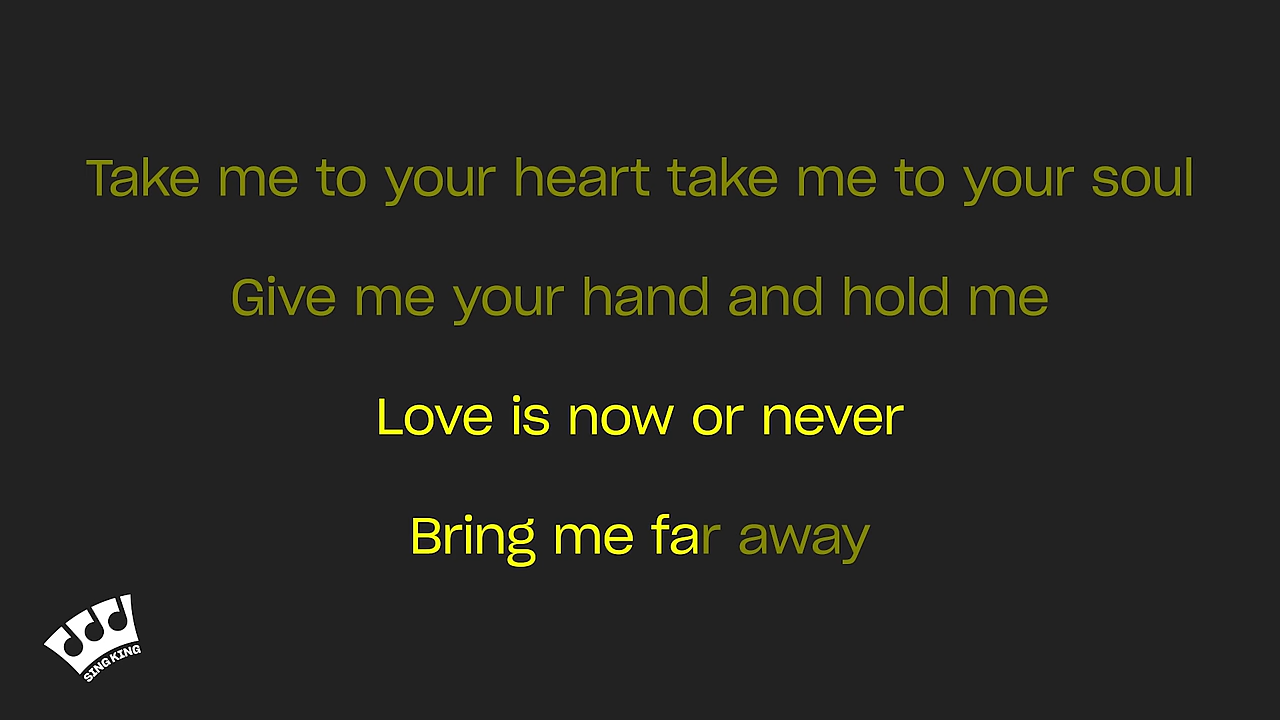 Take me to your heart take me to your soul
Give me your hand and hold me
Love is now or never
Bring me far away
SING KING